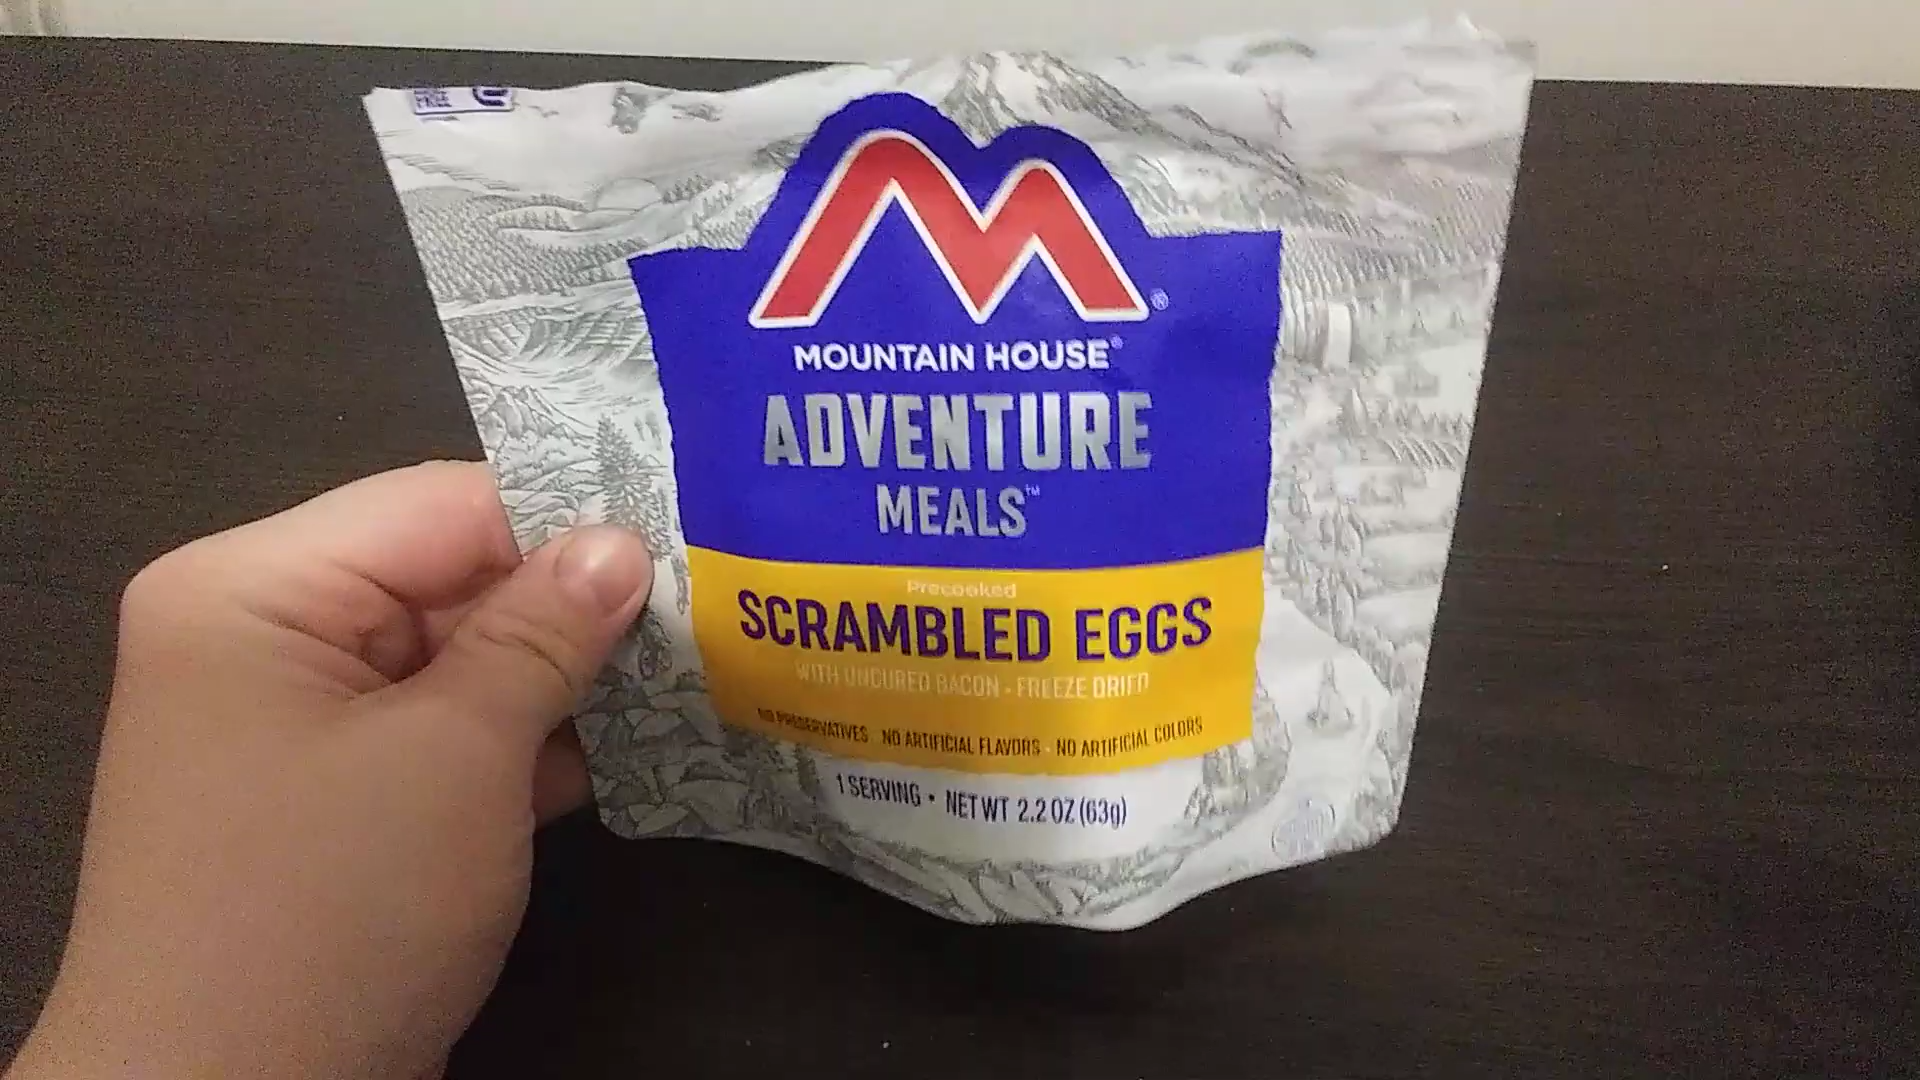 M®
MOUNTAIN HOUSE®
ADVENTURE
MEALS™
Precooked
SCRAMBLED EGGS
WITH UNCURED BACON • FREEZE DRIED
NO PRESERVATIVES NO ARTIFICIAL FLAVORS • NO ARTIFICIAL COLORS
1 SERVING • NET WT 2.2 OZ (63g)